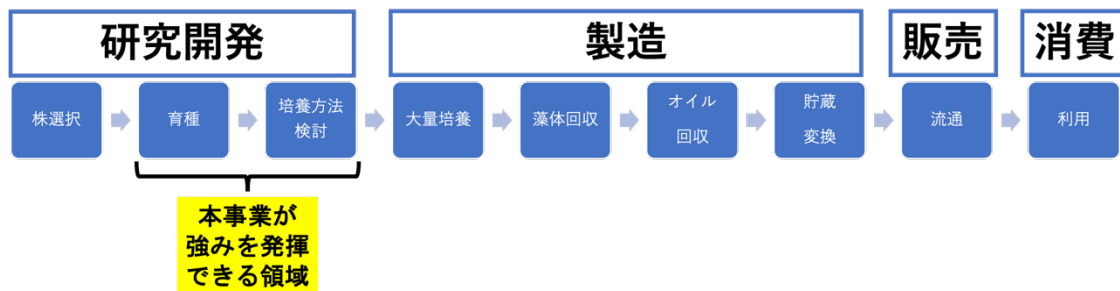 研究開発
製造
販売
消費
株選択
育種
培養方法
検討
大量培養
藻体回収
オイル
回収
貯蔵
変換
流通
利用
本事業が
強みを発揮
できる領域